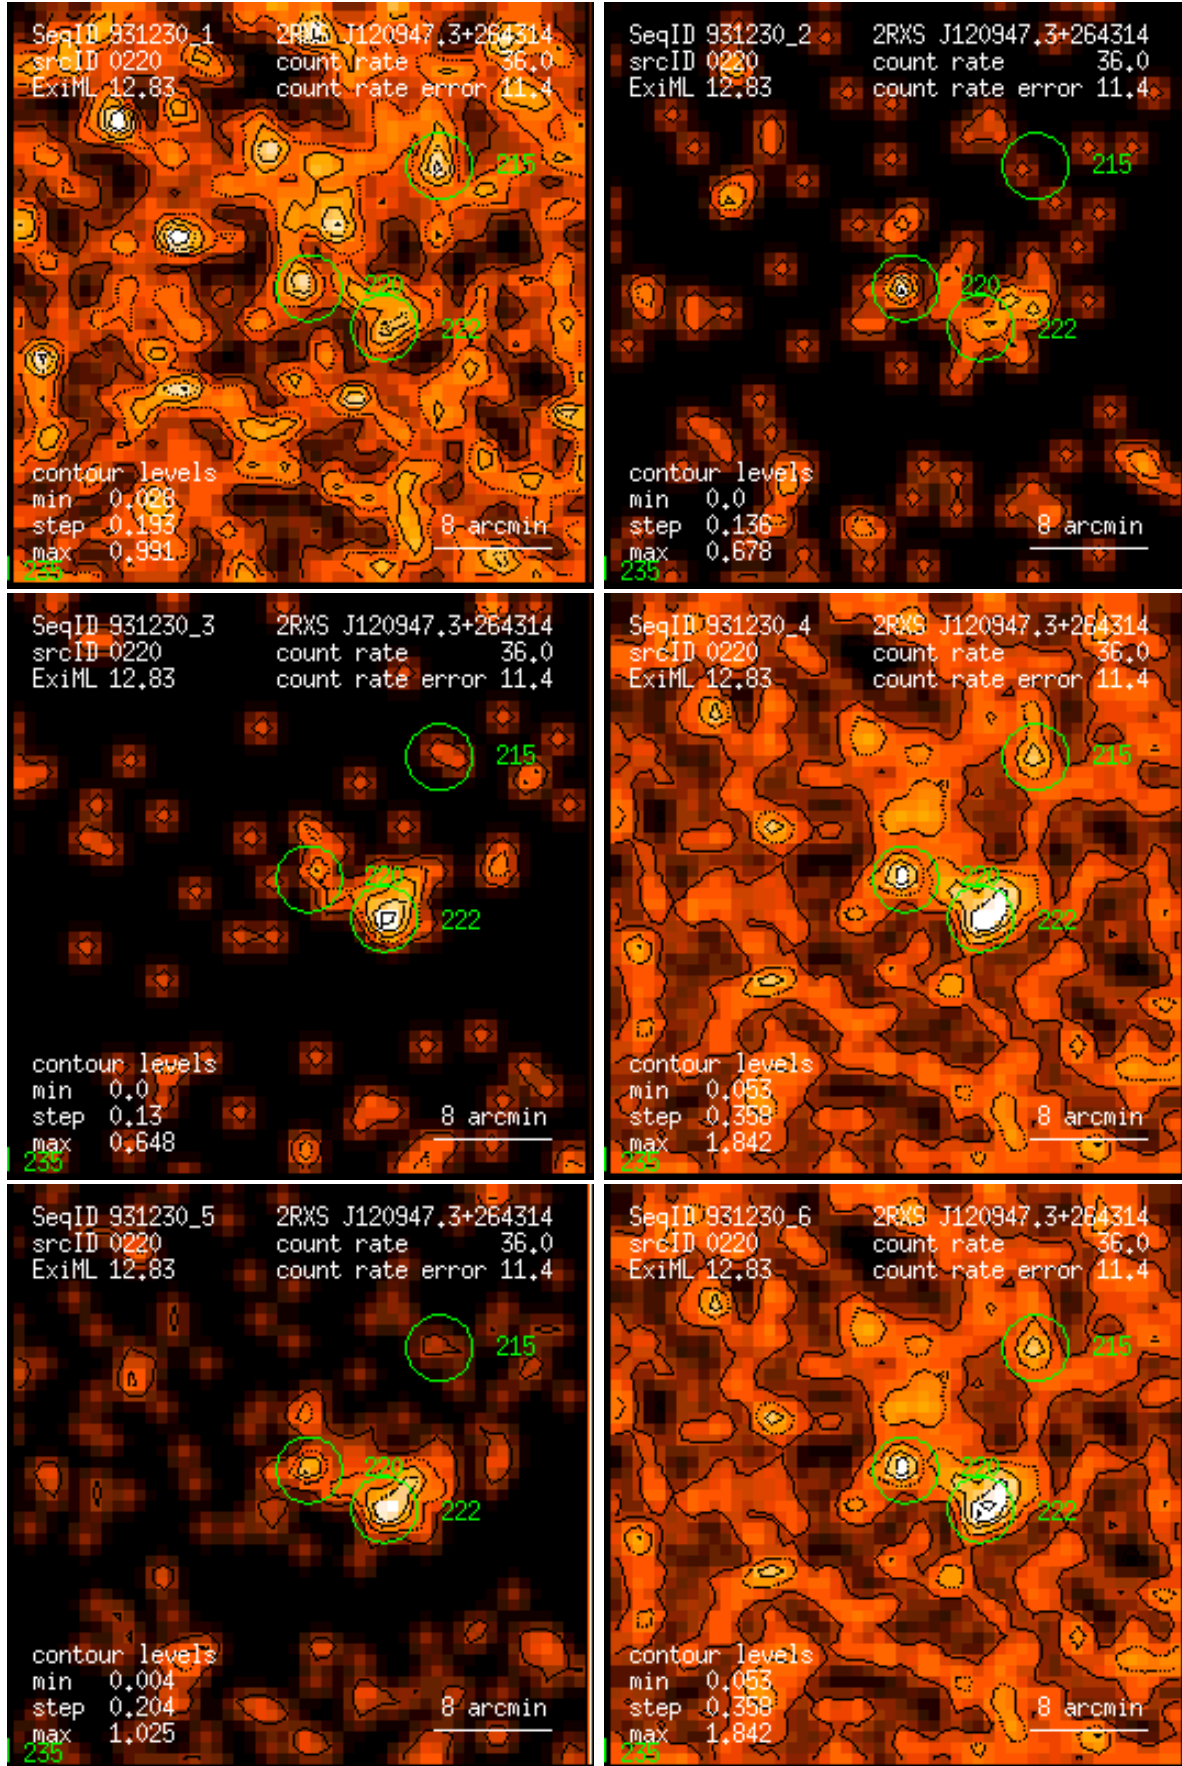 SeqID 931230_1 2RXS J120947.3+264314
srcID 0220 count rate 36.0
ExiML 12.83 count rate error 11.4
215
220
222
contour levels
min 0.028
step 0.193 8 arcmin
max 0.991
235
SeqID 931230_2 2RXS J120947.3+264314
srcID 0220 count rate 36.0
ExiML 12.83 count rate error 11.4
215
220
222
contour levels
min 0.0
step 0.136 8 arcmin
max 0.678
235
SeqID 931230_3 2RXS J120947.3+264314
srcID 0220 count rate 36.0
ExiML 12.83 count rate error 11.4
215
220
222
contour levels
min 0.0
step 0.13 8 arcmin
max 0.648
235
SeqID 931230_4 2RXS J120947.3+264314
srcID 0220 count rate 36.0
ExiML 12.83 count rate error 11.4
215
220
222
contour levels
min 0.053
step 0.358 8 arcmin
max 1.842
235
SeqID 931230_5 2RXS J120947.3+264314
srcID 0220 count rate 36.0
ExiML 12.83 count rate error 11.4
215
220
222
contour levels
min 0.004
step 0.204 8 arcmin
max 1.025
235
SeqID 931230_6 2RXS J120947.3+264314
srcID 0220 count rate 36.0
ExiML 12.83 count rate error 11.4
215
220
222
contour levels
min 0.053
step 0.358 8 arcmin
max 1.842
235